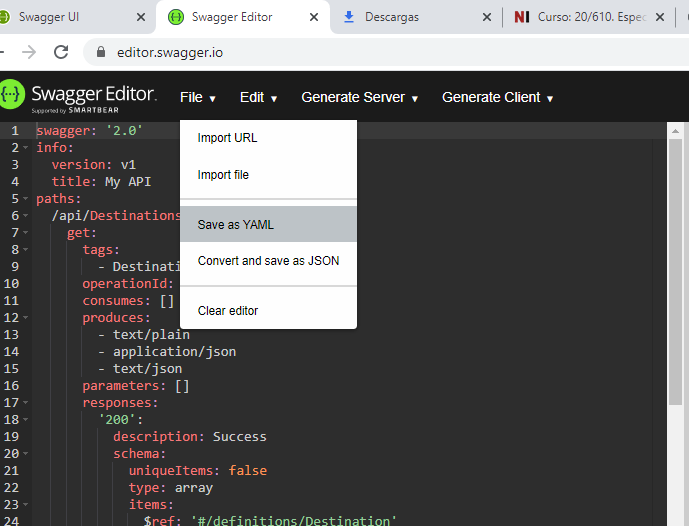 Swagger UI
Swagger Editor
Descargas
Curso: 20/610. Espec
editor.swagger.io
Swagger Editor.
Supported by SMARTBEAR
File ▾ Edit ▾ Generate Server ▾ Generate Client ▾
Import URL
Import file
Save as YAML
Convert and save as JSON
Clear editor
1 swagger: '2.0'
2 info:
3 version: v1
4 title: My API
5 paths:
6 /api/Destinations
7 get:
8 tags:
9 - Destinati
10 operationId:
11 consumes: []
12 produces:
13 - text/plain
14 - application/json
15 - text/json
16 parameters: []
17 responses:
18 '200':
19 description: Success
20 schema:
21 uniqueItems: false
22 type: array
23 items:
24 $ref: '#/definitions/Destination'